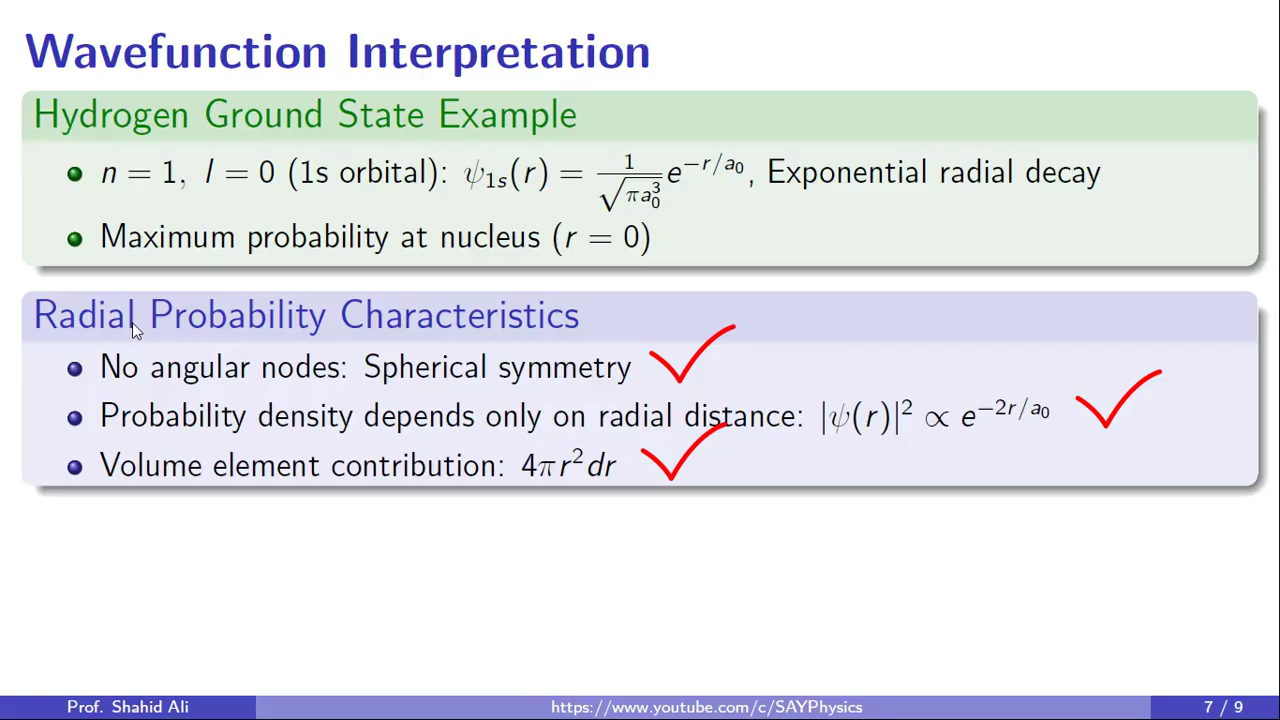 Wavefunction Interpretation
Hydrogen Ground State Example
n = 1, l = 0 (1s orbital): ψ₁ₛ(r) = 1/√(πa₀³) e^(−r/a₀), Exponential radial decay
Maximum probability at nucleus (r = 0)
Radial Probability Characteristics
No angular nodes: Spherical symmetry
Probability density depends only on radial distance: |ψ(r)|² ∝ e^(−2r/a₀)
Volume element contribution: 4πr²dr
Prof. Shahid Ali
https://www.youtube.com/c/SAYPhysics
7 / 9